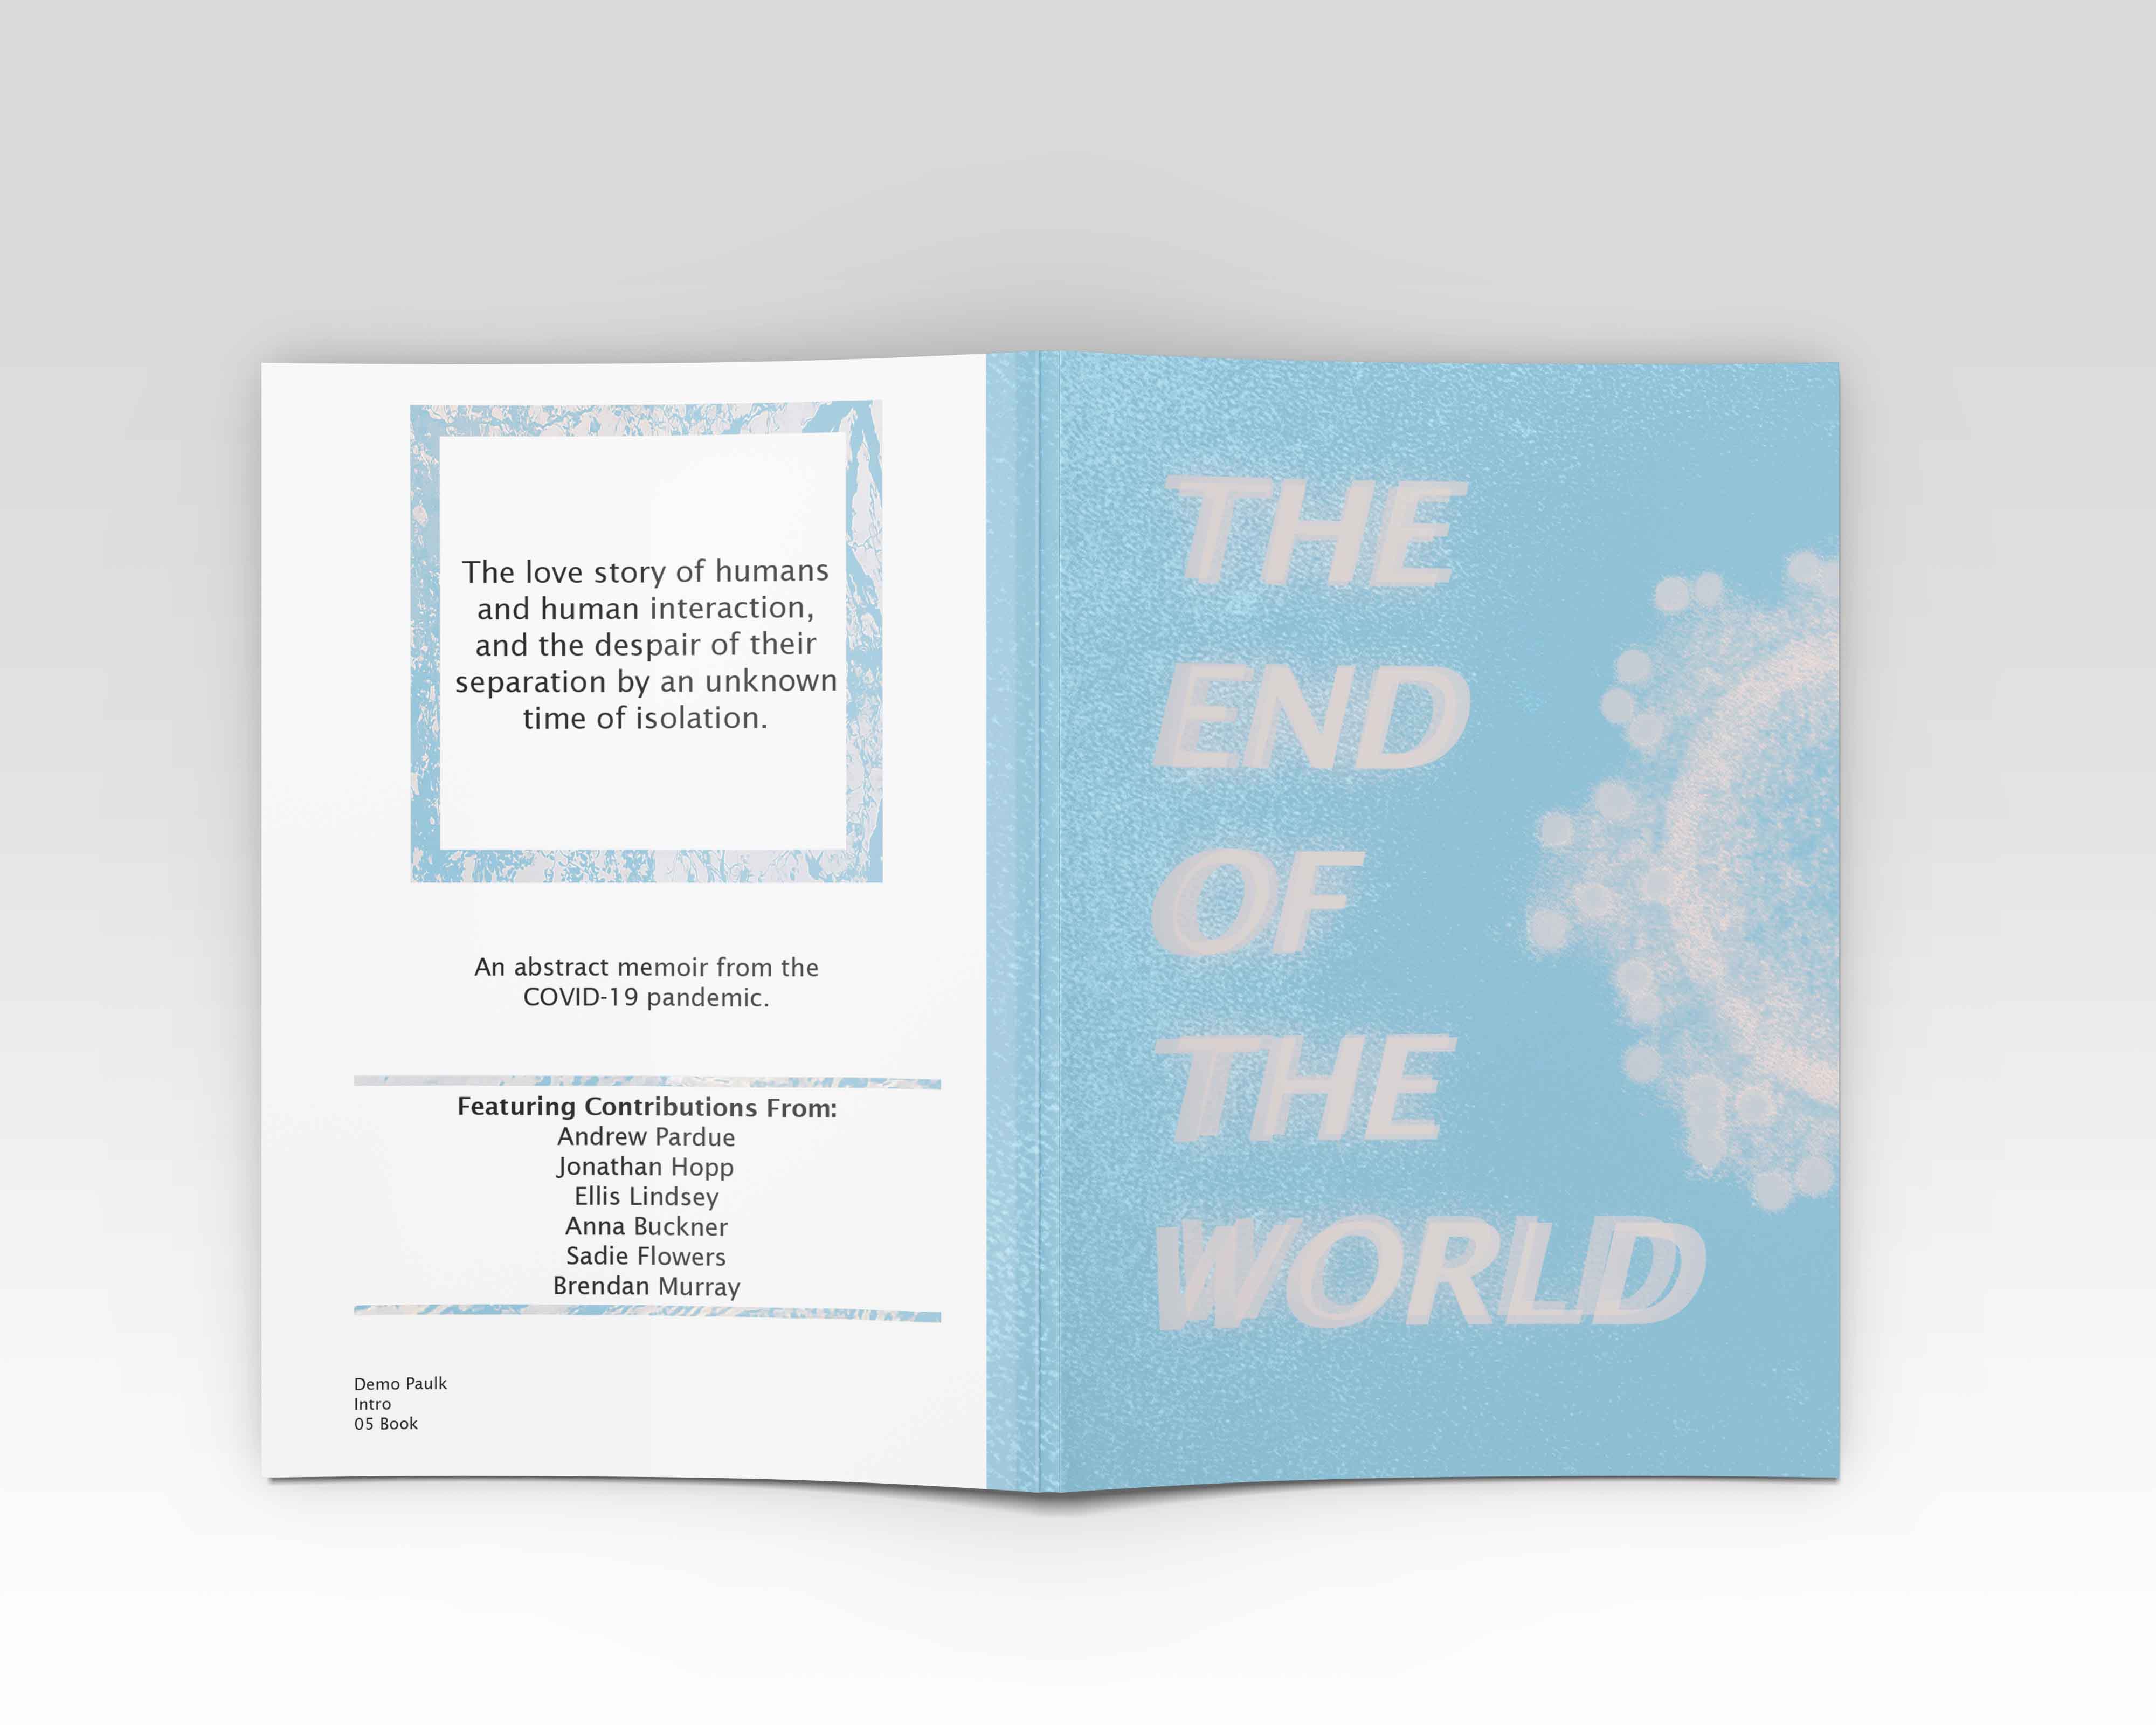 The love story of humans
and human interaction,
and the despair of their
separation by an unknown
time of isolation.
An abstract memoir from the
COVID-19 pandemic.
Featuring Contributions From:
Andrew Pardue
Jonathan Hopp
Ellis Lindsey
Anna Buckner
Sadie Flowers
Brendan Murray
Demo Paulk
Intro
05 Book
THE
END
OF
THE
WORLD